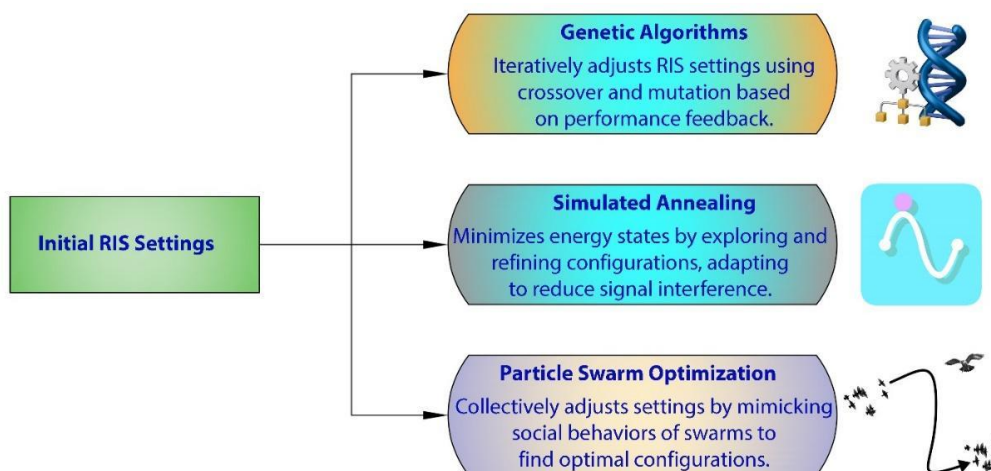 Genetic Algorithms
Iteratively adjusts RIS settings using
crossover and mutation based
on performance feedback.
Initial RIS Settings
Simulated Annealing
Minimizes energy states by exploring and
refining configurations, adapting
to reduce signal interference.
Particle Swarm Optimization
Collectively adjusts settings by mimicking
social behaviors of swarms to
find optimal configurations.